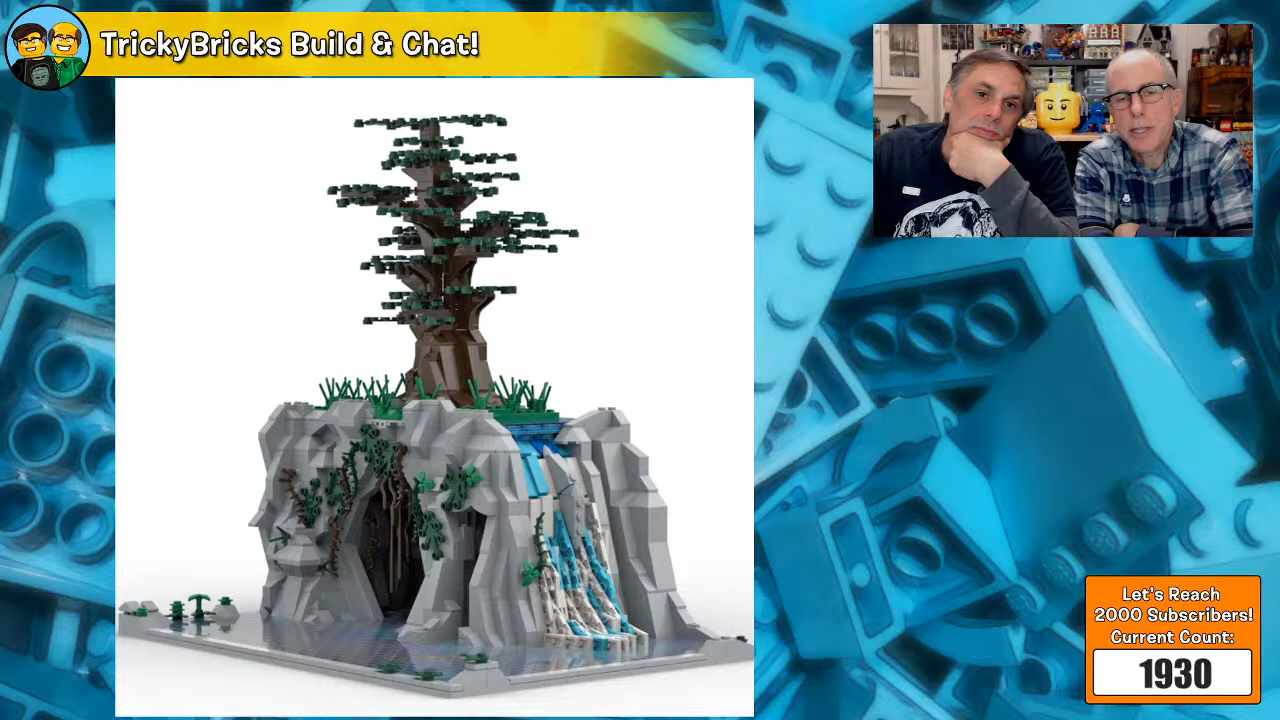 TrickyBricks Build & Chat!
Let's Reach
2000 Subscribers!
Current Count:
1930